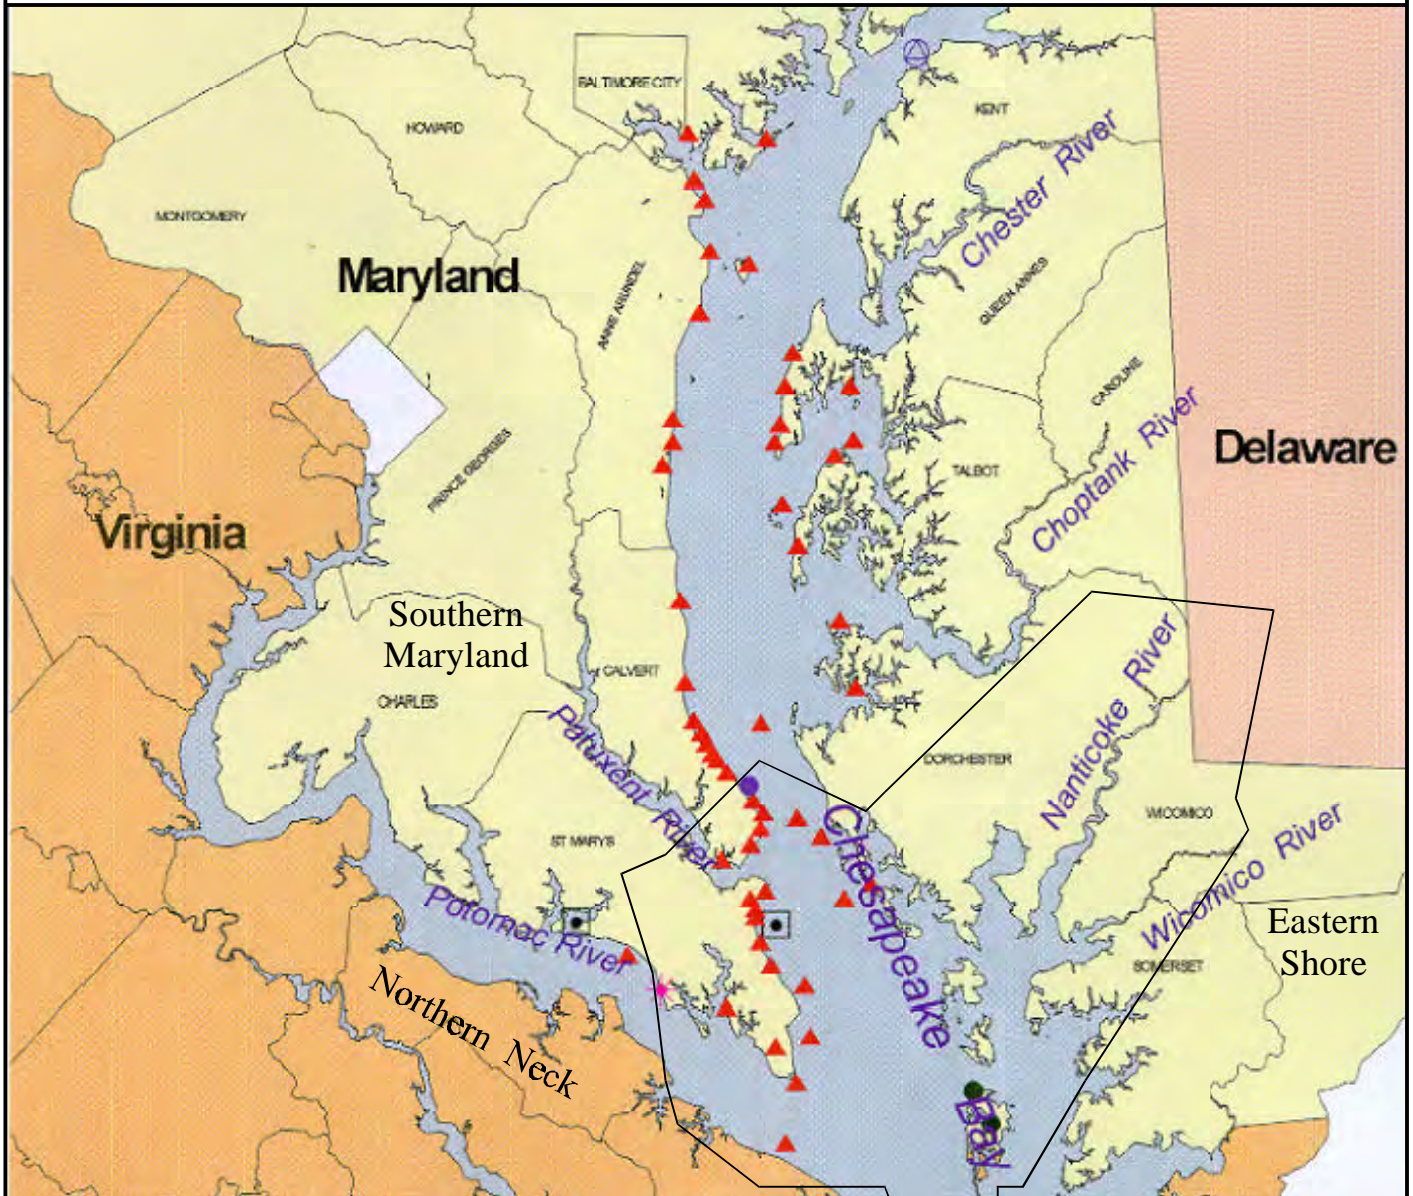 BALTIMORE CITY
KENT
HOWARD
Chester River
MONTGOMERY
Maryland
ANNE ARUNDEL
QUEEN ANNES
CAROLINE
Choptank River
Delaware
PRINCE GEORGES
TALBOT
Virginia
Southern
Maryland
CALVERT
CHARLES
Nanticoke River
Patuxent River
DORCHESTER
WICOMICO
ST MARYS
Wicomico River
Chesapeake
Bay
Potomac River
Eastern
Shore
SOMERSET
Northern Neck